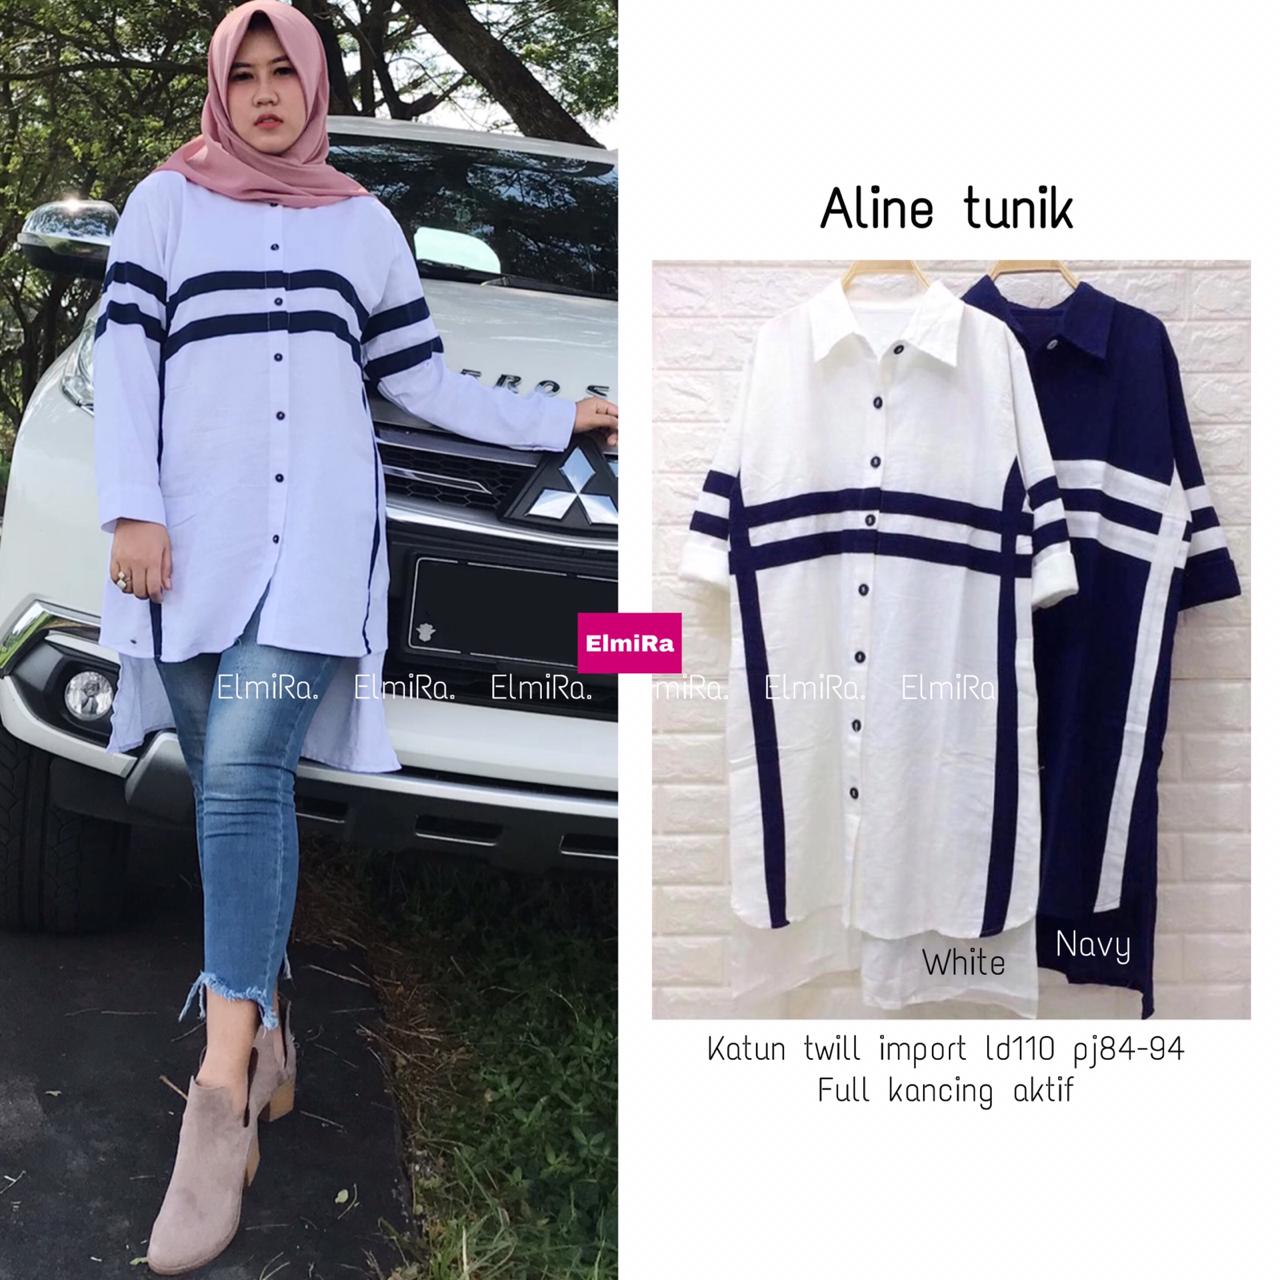 Aline tunik
EROS
ElmiRa
ElmiRa. ElmiRa. ElmiRa. miRa. ElmiRa. ElmiRa
White
Navy
Katun twill import ld110 pj84-94
Full kancing aktif